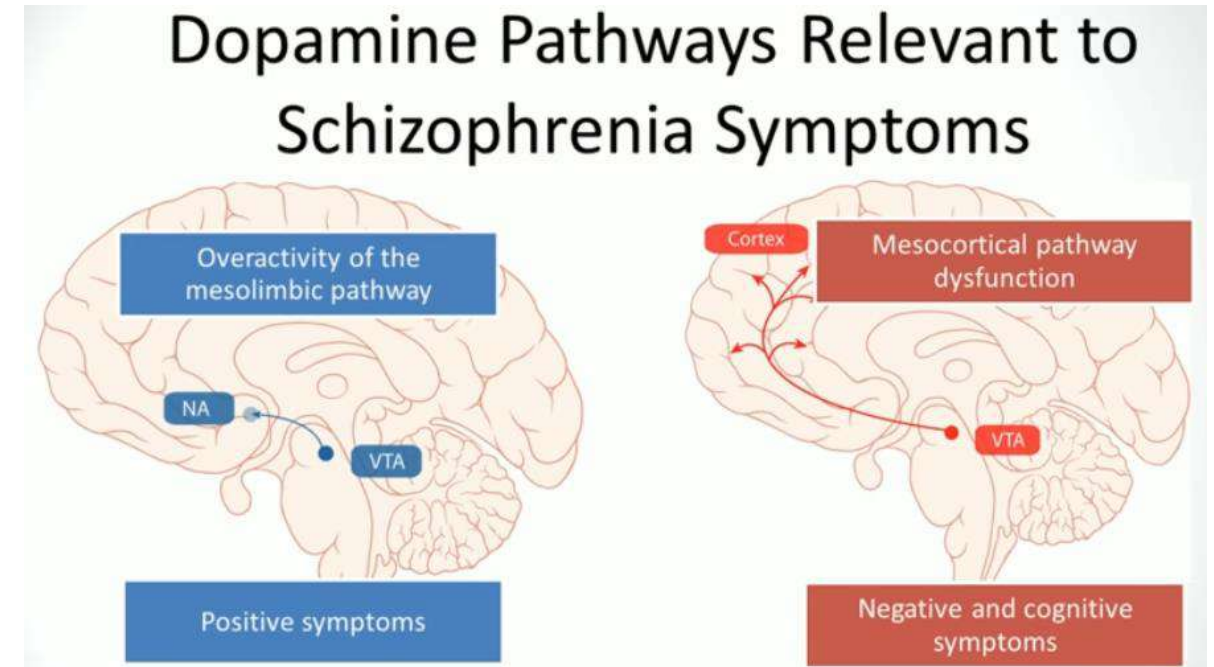 Dopamine Pathways Relevant to
Schizophrenia Symptoms
Overactivity of the
mesolimbic pathway
NA
VTA
Positive symptoms
Cortex
Mesocortical pathway
dysfunction
VTA
Negative and cognitive
symptoms